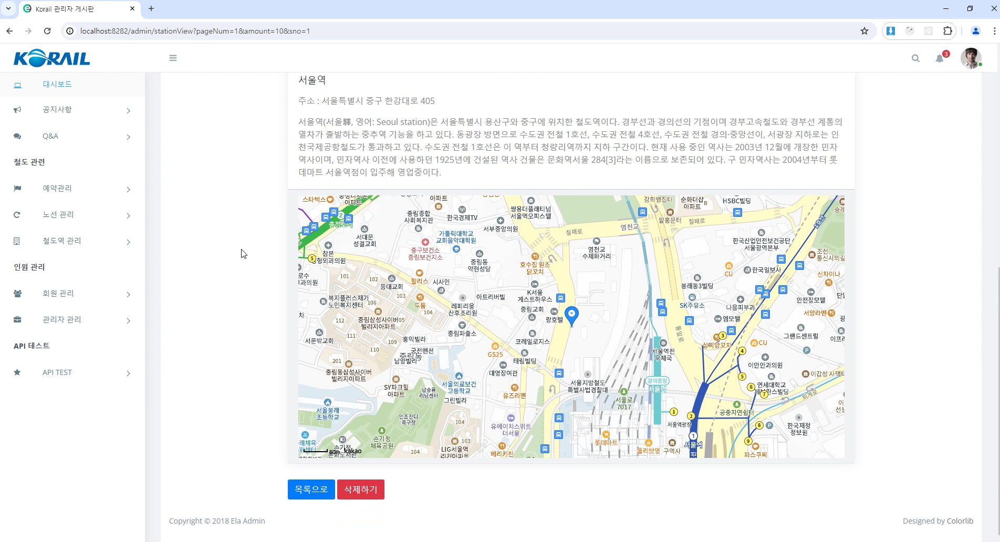 Korail 관리자 게시판
localhost:8282/admin/stationView?pageNum=1&amount=10&sno=1
KORAIL
3
대시보드
공지사항
Q&A
철도 관련
예약관리
노선 관리
철도역 관리
인원 관리
회원 관리
관리자 관리
API 테스트
API TEST
서울역
주소 : 서울특별시 중구 한강대로 405
서울역(서울驛, 영어: Seoul station)은 서울특별시 용산구와 중구에 위치한 철도역이다. 경부선과 경의선의 기점이며 경부고속철도와 경부선 계통의
열차가 출발하는 중추역 기능을 하고 있다. 동광장 방면으로 수도권 전철 1호선, 수도권 전철 4호선, 수도권 전철 경의·중앙선이, 서광장 지하로는 인
천국제공항철도가 통과하고 있다. 수도권 전철 1호선은 이 역부터 청량리역까지 지하 구간이다. 현재 사용 중인 역사는 2003년 12월에 개장한 민자
역사이며, 민자역사 이전에 사용하던 1925년에 건설된 역사 건물은 문화역서울 284[3]라는 이름으로 보존되어 있다. 구 민자역사는 2004년부터 롯
데마트 서울역점이 입주해 영업중이다.
스타벅스
아파트
아파트
강희맹집터
순화더샵
아파트
B
HSBC빌딩
2
충정로역
중림종합
사회복지관
한국경제TV
쌍용더플래티넘
서울역오피스텔
서부중앙의원
칠패로
염천교
팔홍문터
칠패로
1호선
서대문
성결교회
가톨릭대학교
교회음악대학원
중구보건소
중림보건지소
염천교
수제화거리
한국산업안전보건공단
서울광역본부
조선
통신사의길
5
참본
정형외과의원
중림동
약현성당
호수집 원조
닭꼬치
CU
한국일보사
신차이나
101
102
등대교회
할리스
시사인
K서울
게스트하우스
봉래동3빌딩
103
아트리버빌
복지플러스재가
노인복지센터
106
두툼
104
레피리움
산후조리원
중림교회
랑호텔
SK주유소
나음피부과
안전장모텔
서양라멘
112
중림삼성사이버
빌리지아파트
105
중림파출소
엠모텔
통일로
그랜드센트럴
111
서문밖교회
홍익빌라
코레일로지스
3
삼미양꼬치
CU
110
109
궁전맨션
중림동
남양빌라
GS25
태림빌딩
서울역전
우체국
4
P
201
이안안과의원
중림동삼성사이버
빌리지아파트
대영장여관
경의중앙
서울역
5
이갑성 사택터
SY파크힐
아파트
남승룡
러닝센터
서울의료보건
고등학교
그린빌라
유즈라멘
서울지방철도
특별사법경찰대
6
7
연세대학교
세브란스빌딩
퇴계로
서울봉래
초등학교
인조잔디
축구장
104
서울로
7017
1
2
공중자연쉼터
유에이치스위트
더서울
서울역광장
8
P
한국재정
정보원
손기정
체육공원
103
LIG서울역
리가아파트
104
베리키친
롯데마트
올리브영
구역사
1
서울역
9
파스쿠찌
50m
kakao
목록으로
삭제하기
Copyright © 2018 Ela Admin
Designed by Colorlib